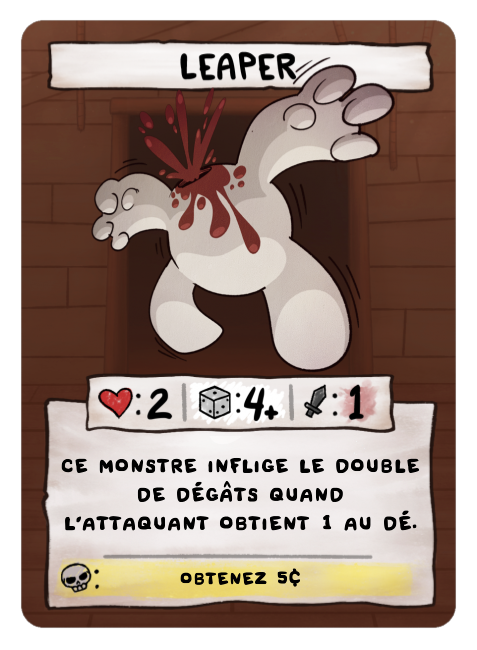 LEAPER
:2 :4+ :1
CE MONSTRE INFLIGE LE DOUBLE
DE DÉGÂTS QUAND
L'ATTAQUANT OBTIENT 1 AU DÉ.
: OBTENEZ 5¢